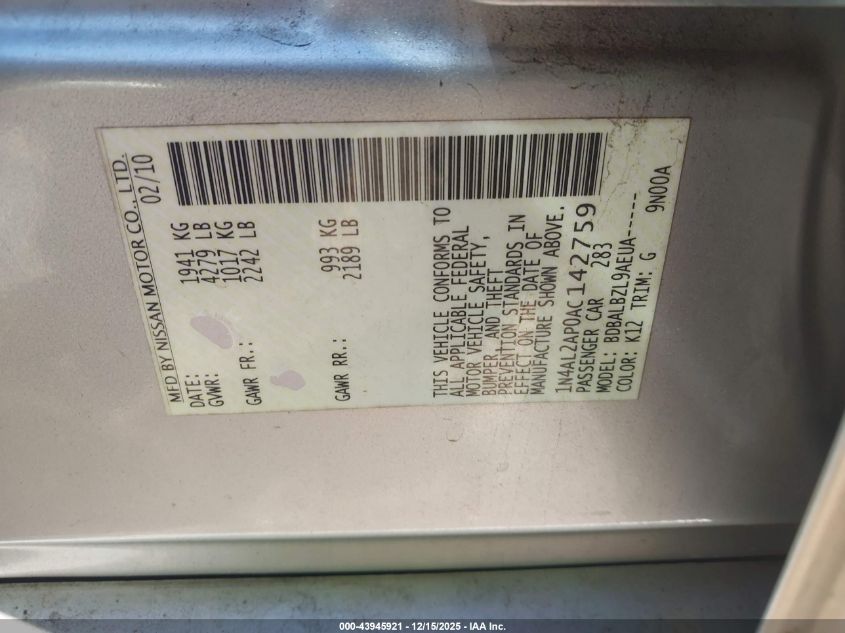 MFD BY NISSAN MOTOR CO., LTD.
DATE: 02/10
GVWR: 1941 KG
4279 LB
GAWR FR.: 1017 KG
2242 LB
GAWR RR.: 993 KG
2189 LB
THIS VEHICLE CONFORMS TO
ALL APPLICABLE FEDERAL
MOTOR VEHICLE SAFETY,
BUMPER, AND THEFT
PREVENTION STANDARDS IN
EFFECT ON THE DATE OF
MANUFACTURE SHOWN ABOVE.
1N4AL2AP0AC142759
PASSENGER CAR 283
MODEL: BDBALBZL9AEUA-----
COLOR: K12 TRIM: G 9N00A
000-43945921 - 12/15/2025 - IAA Inc.